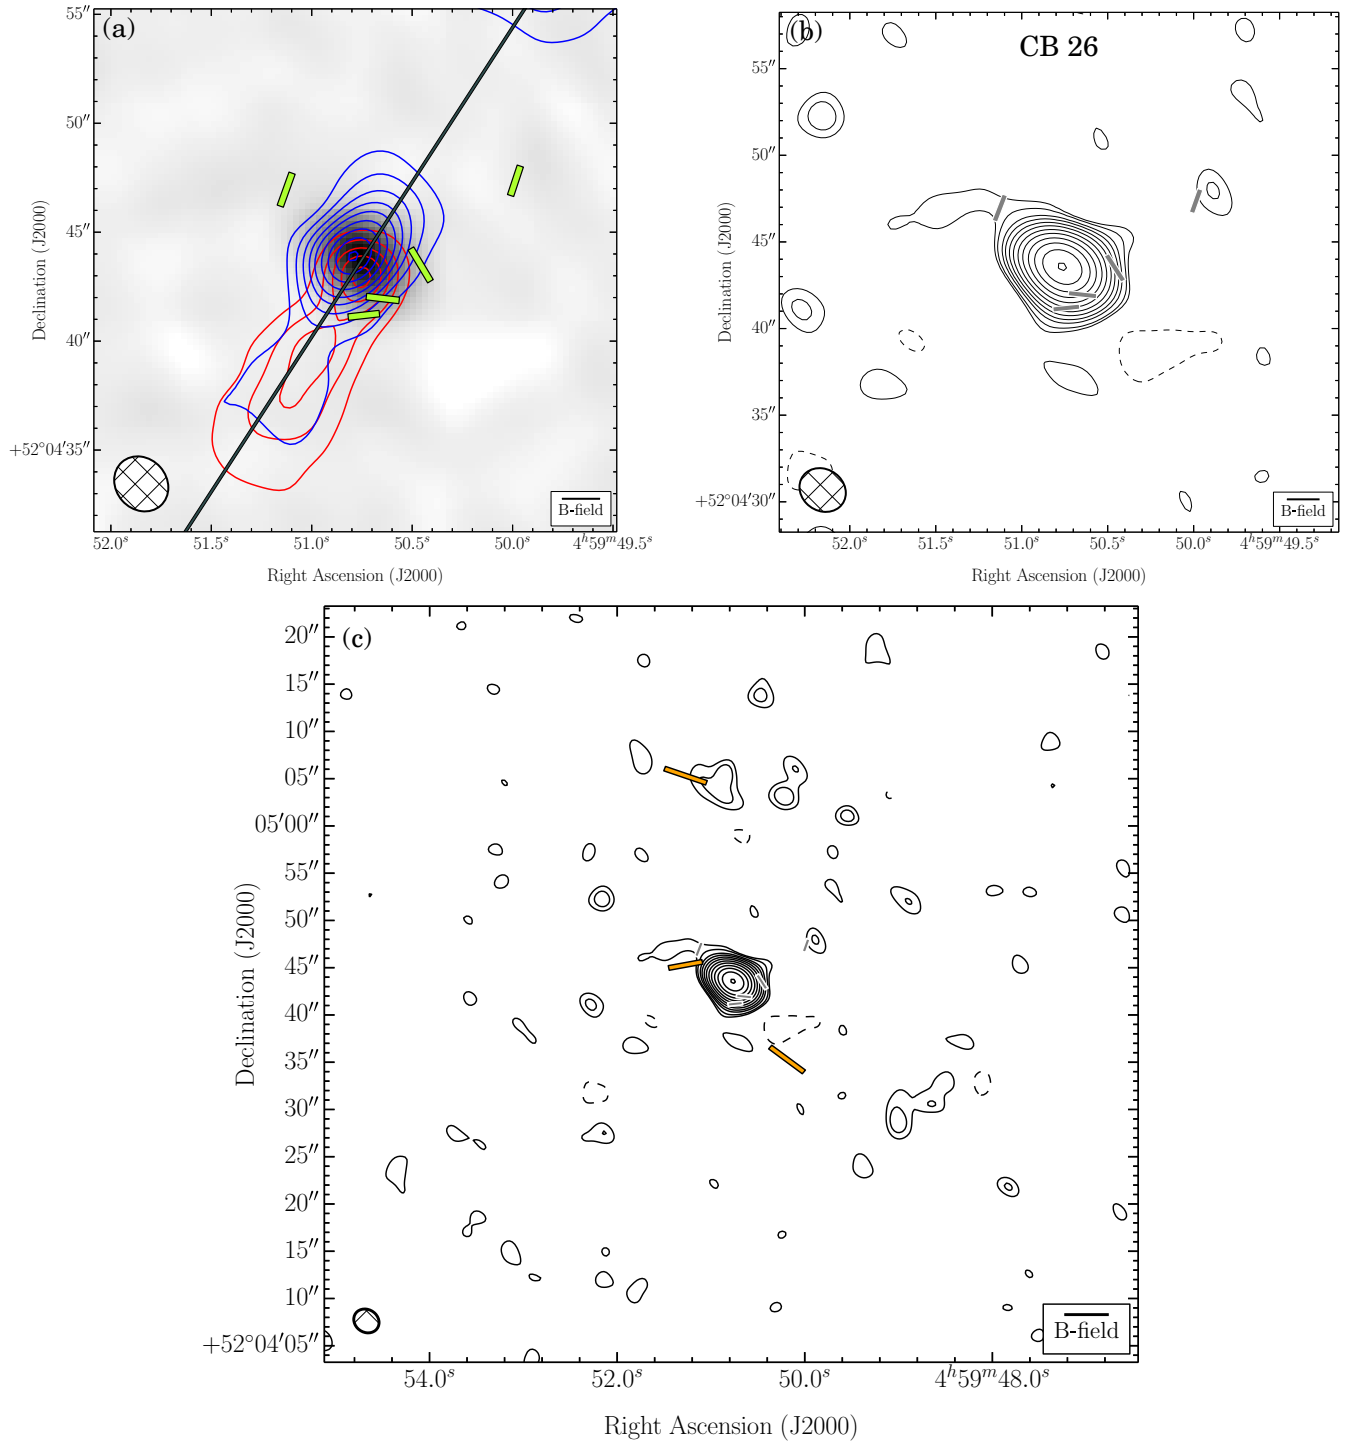 (a)
55″
50″
45″
40″
+52°04′35″
Declination (J2000)
52.0ˢ 51.5ˢ 51.0ˢ 50.5ˢ 50.0ˢ 4ʰ59ᵐ49.5ˢ
Right Ascension (J2000)
B-field
(b)
CB 26
55″
50″
45″
40″
35″
+52°04′30″
Declination (J2000)
52.0ˢ 51.5ˢ 51.0ˢ 50.5ˢ 50.0ˢ 4ʰ59ᵐ49.5ˢ
Right Ascension (J2000)
B-field
(c)
20″
15″
10″
05″
05′00″
55″
50″
45″
40″
35″
30″
25″
20″
15″
10″
+52°04′05″
Declination (J2000)
54.0ˢ 52.0ˢ 50.0ˢ 4ʰ59ᵐ48.0ˢ
Right Ascension (J2000)
B-field